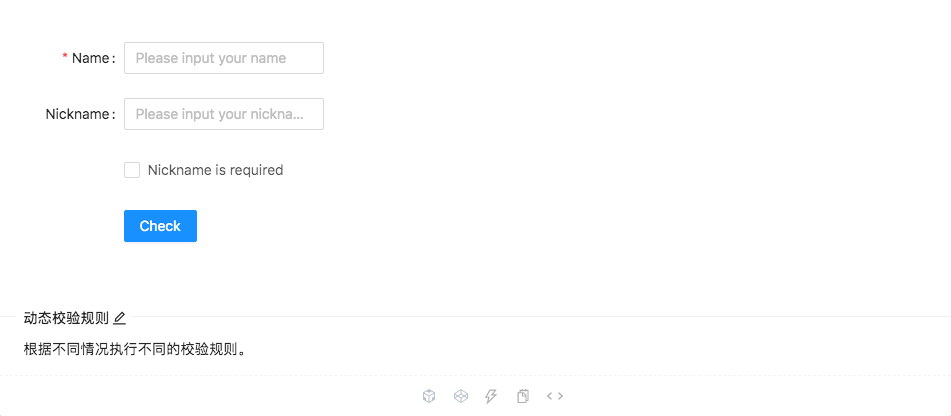 * Name:
Please input your name
Nickname:
Please input your nickna...
Nickname is required
Check
动态校验规则
根据不同情况执行不同的校验规则。